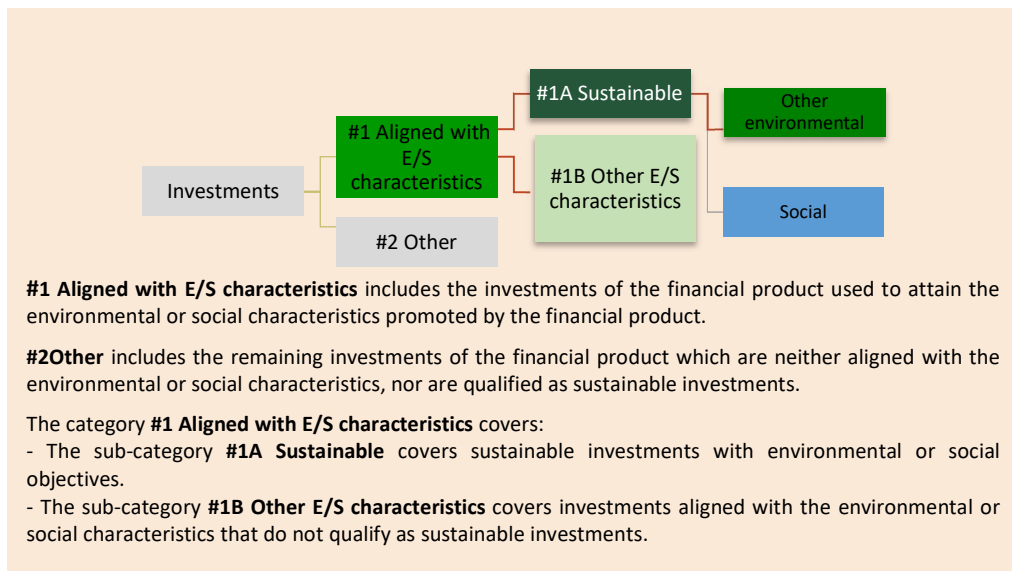 #1A Sustainable
Other
environmental
#1 Aligned with
E/S
characteristics
#1B Other E/S
characteristics
Investments
Social
#2 Other
#1 Aligned with E/S characteristics includes the investments of the financial product used to attain the
environmental or social characteristics promoted by the financial product.
#2Other includes the remaining investments of the financial product which are neither aligned with the
environmental or social characteristics, nor are qualified as sustainable investments.
The category #1 Aligned with E/S characteristics covers:
- The sub-category #1A Sustainable covers sustainable investments with environmental or social
objectives.
- The sub-category #1B Other E/S characteristics covers investments aligned with the environmental or
social characteristics that do not qualify as sustainable investments.